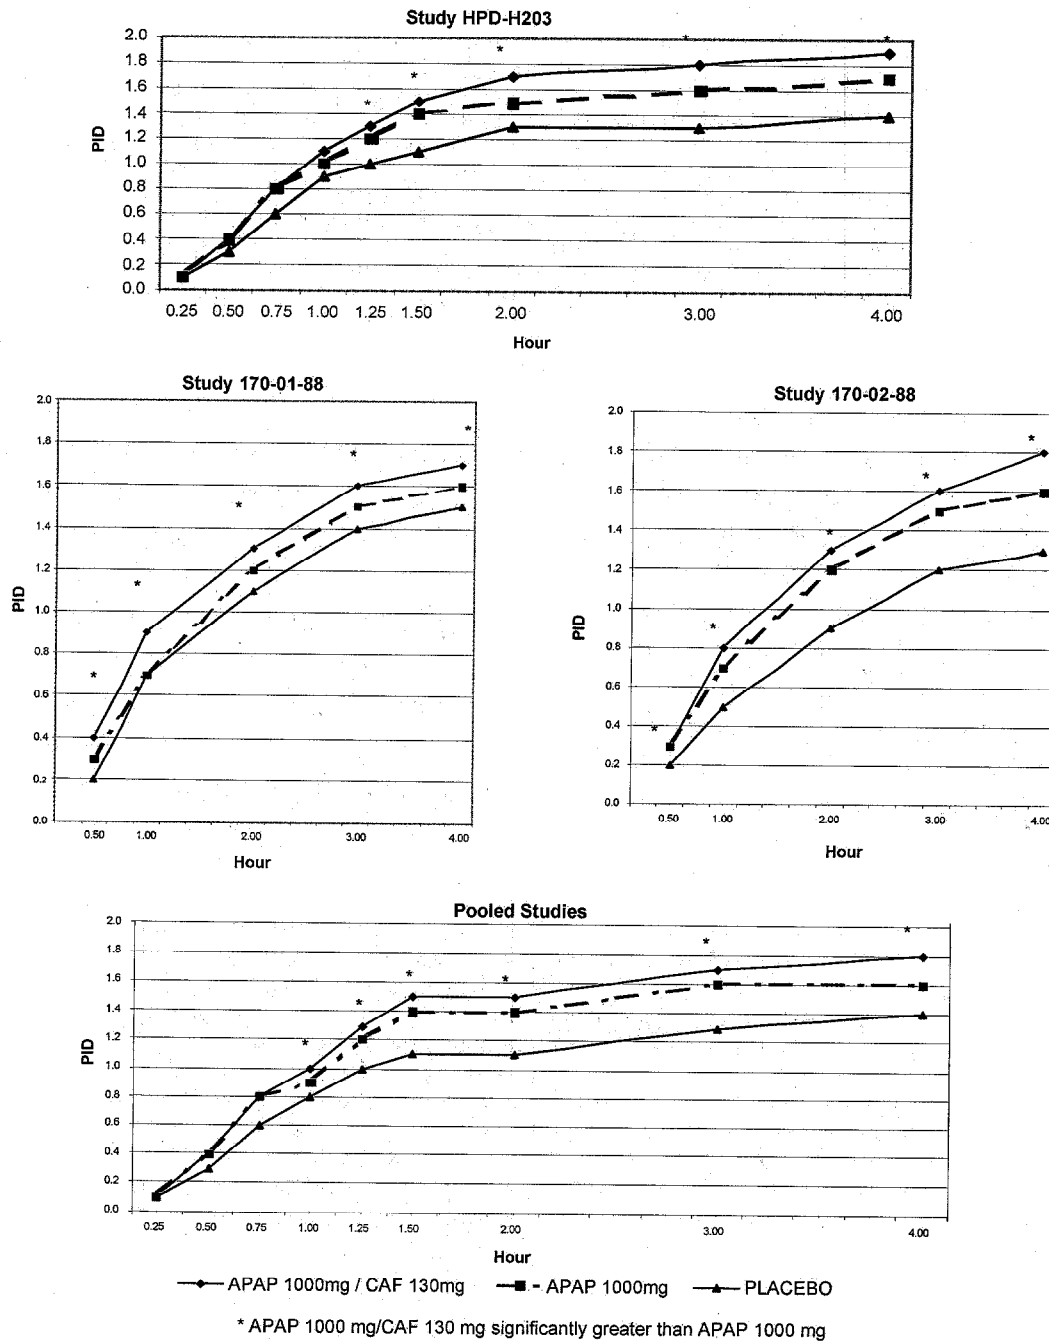 Study HPD-H203
2.0
1.8
1.6
1.4
1.2
1.0
0.8
0.6
0.4
0.2
0.0
PID
* * * * * *
0.25 0.50 0.75 1.00 1.25 1.50 2.00 3.00 4.00
Hour
Study 170-01-88
2.0
1.8
1.6
1.4
1.2
1.0
0.8
0.6
0.4
0.2
0.0
PID
* * * * *
0.50 1.00 2.00 3.00 4.00
Hour
Study 170-02-88
2.0
1.8
1.6
1.4
1.2
1.0
0.8
0.6
0.4
0.2
0.0
PID
* * * * *
0.50 1.00 2.00 3.00 4.00
Hour
Pooled Studies
2.0
1.8
1.6
1.4
1.2
1.0
0.8
0.6
0.4
0.2
0.0
PID
* * * * * *
0.25 0.50 0.75 1.00 1.25 1.50 2.00 3.00 4.00
Hour
APAP 1000mg / CAF 130mg APAP 1000mg PLACEBO
* APAP 1000 mg/CAF 130 mg significantly greater than APAP 1000 mg